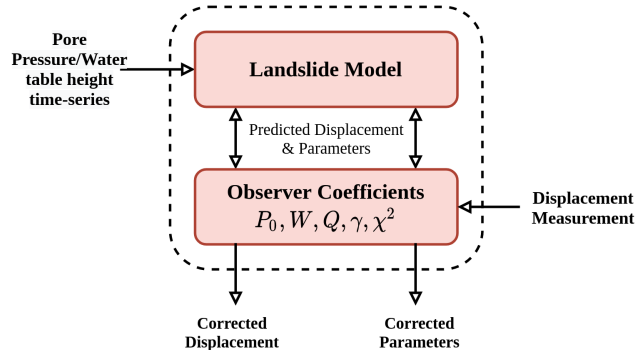 Pore
Pressure/Water
table height
time-series
Landslide Model
Predicted Displacement
& Parameters
Observer Coefficients
P₀, W, Q, γ, χ²
Displacement
Measurement
Corrected
Displacement
Corrected
Parameters